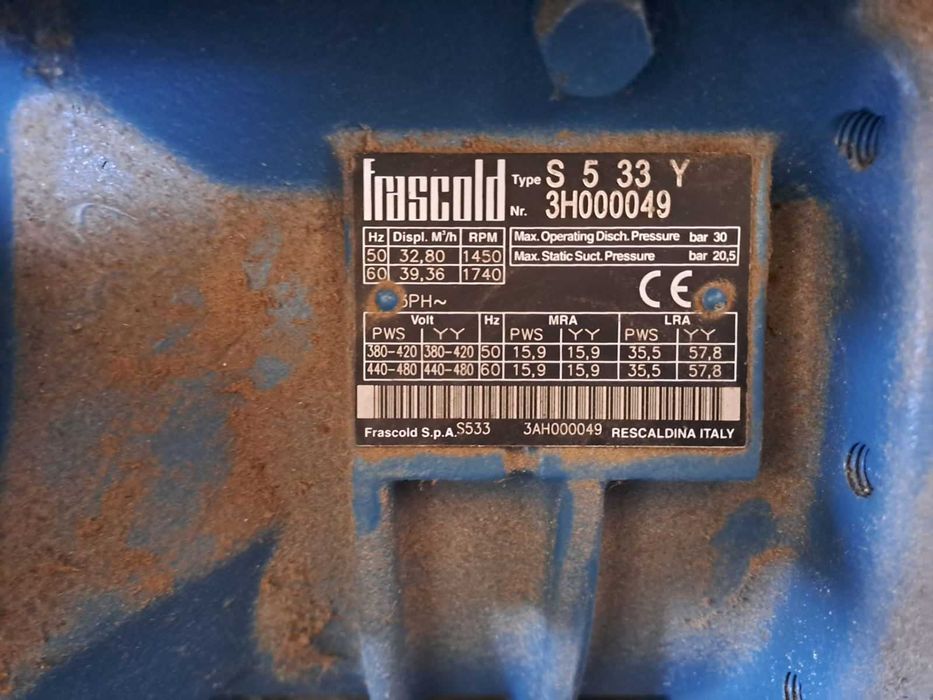 frascold Type S 5 33 Y
Nr. 3H000049
Hz Displ. M³/h RPM
50 32,80 1450
60 39,36 1740
Max. Operating Disch. Pressure bar 30
Max. Static Suct. Pressure bar 20,5
3PH~ CE
Volt Hz MRA LRA
PWS YY PWS YY PWS YY
380-420 380-420 50 15,9 15,9 35,5 57,8
440-480 440-480 60 15,9 15,9 35,5 57,8
Frascold S.p.A. S533 3AH000049 RESCALDINA ITALY